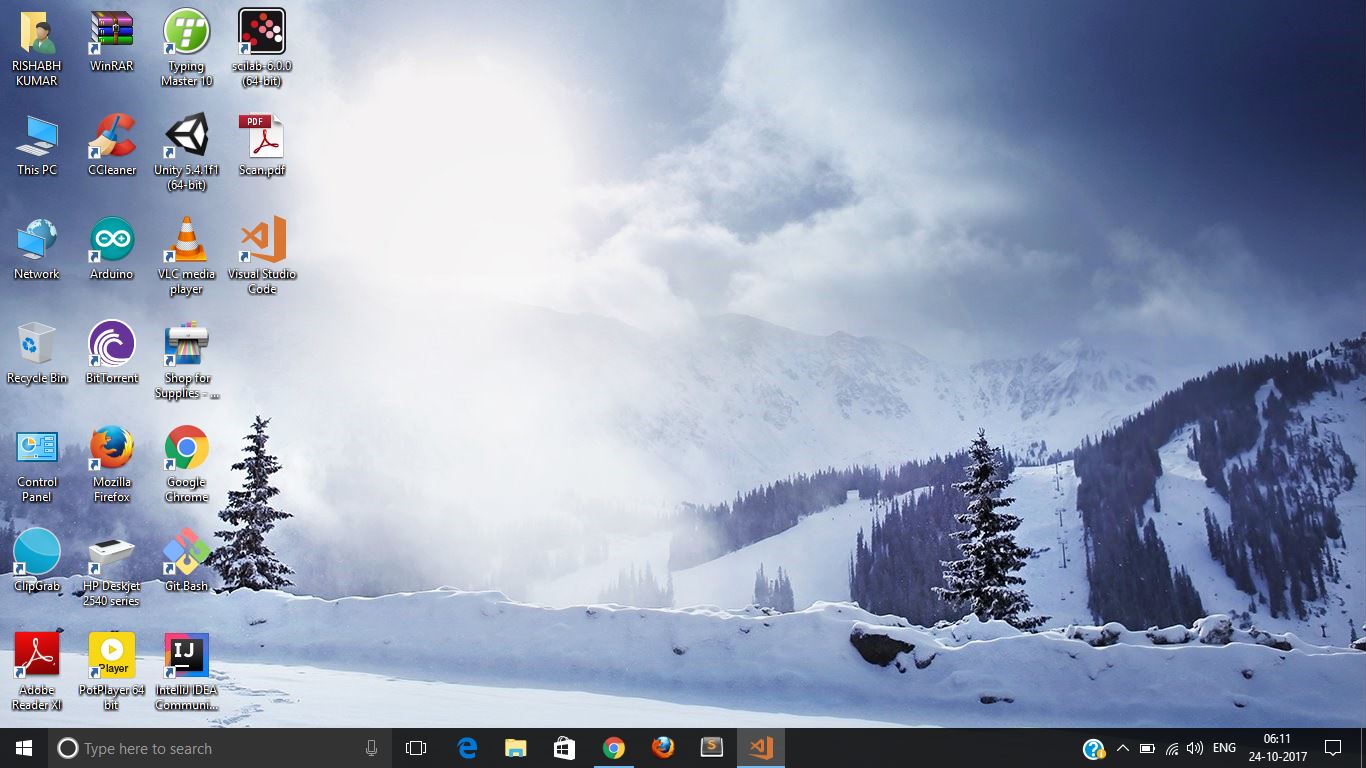 RISHABH
KUMAR
WinRAR
Typing
Master 10
scilab-6.0.0
(64-bit)
This PC
CCleaner
Unity 5.4.1f1
(64-bit)
PDF
Scan.pdf
Network
Arduino
VLC media
player
Visual Studio
Code
Recycle Bin
BitTorrent
Shop for
Supplies - ...
Control
Panel
Mozilla
Firefox
Google
Chrome
ClipGrab
HP Deskjet
2540 series
Git Bash
Adobe
Reader XI
Player
PotPlayer 64
bit
IJ
IntelliJ IDEA
Communi...
Type here to search
ENG
06:11
24-10-2017